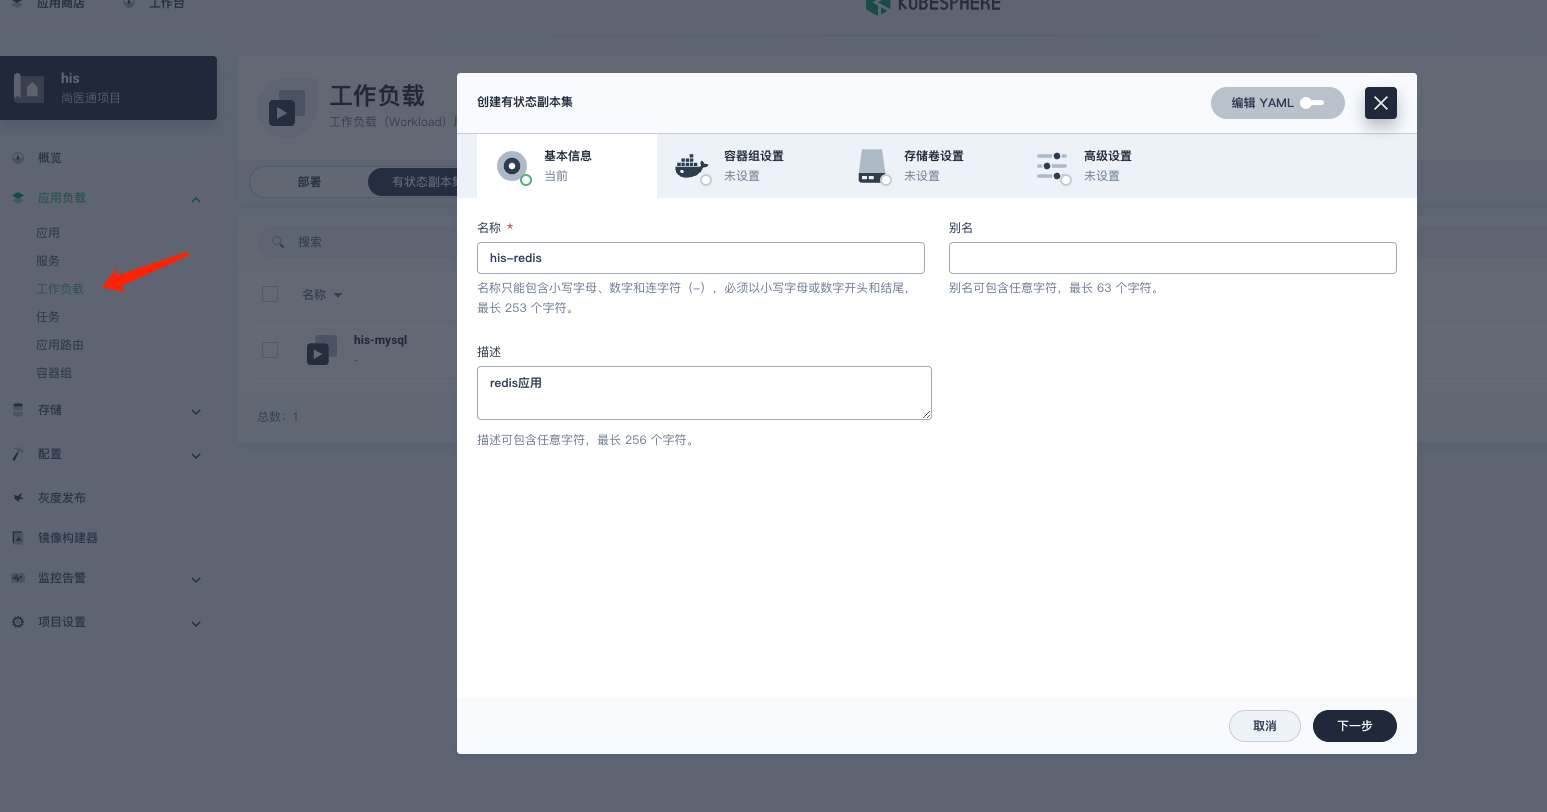 应用商店
工作台
KUBESPHERE
his
尚医通项目
概览
应用负载
应用
服务
工作负载
任务
应用路由
容器组
存储
配置
灰度发布
镜像构建器
监控告警
项目设置
工作负载
工作负载（Workload）
部署
有状态副本集
搜索
名称
his-mysql
-
总数：1
创建有状态副本集
编辑 YAML
基本信息
当前
容器组设置
未设置
存储卷设置
未设置
高级设置
未设置
名称 *
his-redis
名称只能包含小写字母、数字和连字符（-），必须以小写字母或数字开头和结尾，
最长 253 个字符。
别名
别名可包含任意字符，最长 63 个字符。
描述
redis应用
描述可包含任意字符，最长 256 个字符。
取消
下一步